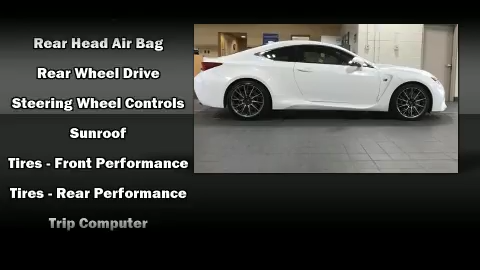 Rear Head Air Bag
Rear Wheel Drive
Steering Wheel Controls
Sunroof
Tires - Front Performance
Tires - Rear Performance
Trip Computer